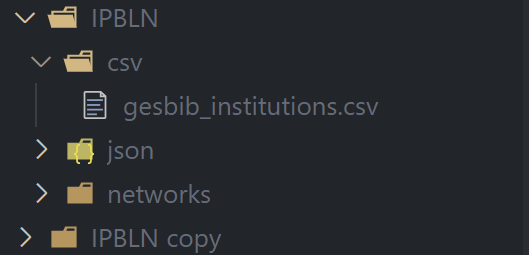 IPBLN
csv
gesbib_institutions.csv
json
networks
IPBLN copy